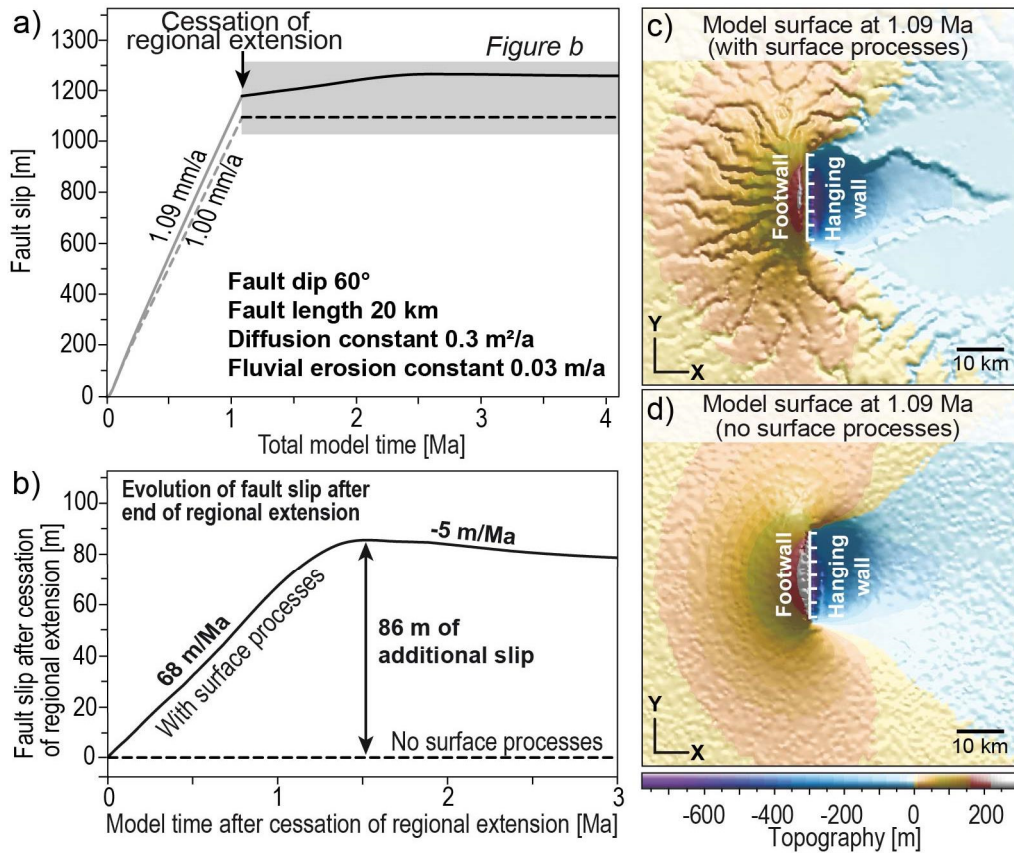 a)
Cessation of
regional extension
Figure b
1300
1200
1000
800
600
400
200
0
Fault slip [m]
1.09 mm/a
1.00 mm/a
Fault dip 60°
Fault length 20 km
Diffusion constant 0.3 m²/a
Fluvial erosion constant 0.03 m/a
0 1 2 3 4
Total model time [Ma]
b)
Evolution of fault slip after
end of regional extension
100
80
60
40
20
0
Fault slip after cessation
of regional extension [m]
68 m/Ma
With surface processes
-5 m/Ma
86 m of
additional slip
No surface processes
0 1 2 3
Model time after cessation of regional extension [Ma]
c) Model surface at 1.09 Ma
(with surface processes)
Footwall
Hanging
wall
Y
X
10 km
d) Model surface at 1.09 Ma
(no surface processes)
Footwall
Hanging
wall
Y
X
10 km
-600 -400 -200 0 200
Topography [m]